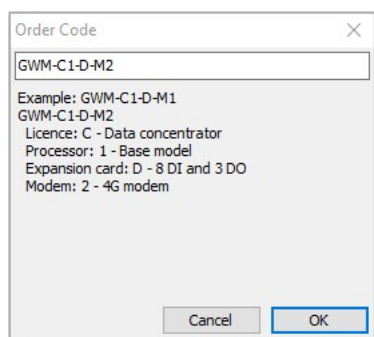 Order Code
GWM-C1-D-M2
Example: GWM-C1-D-M1
GWM-C1-D-M2
Licence: C - Data concentrator
Processor: 1 - Base model
Expansion card: D - 8 DI and 3 DO
Modem: 2 - 4G modem
Cancel OK